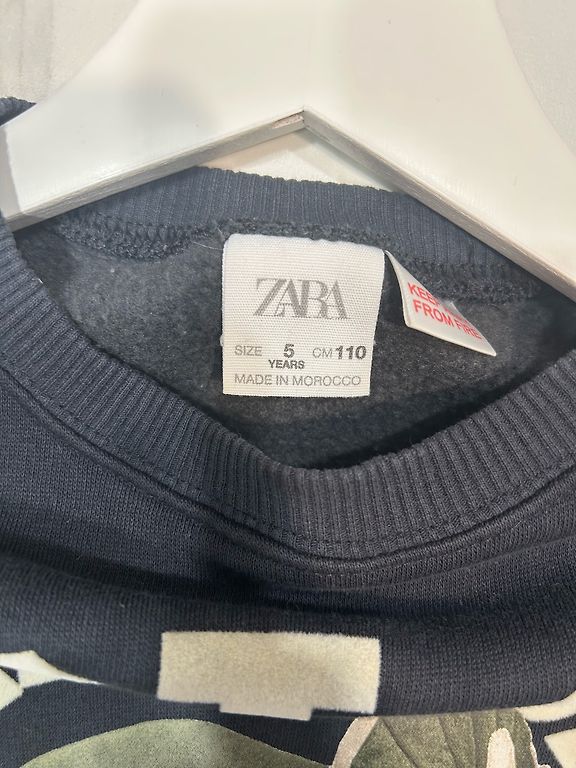 ZARA
SIZE 5 CM 110
YEARS
MADE IN MOROCCO
KEEP
FROM FIRE